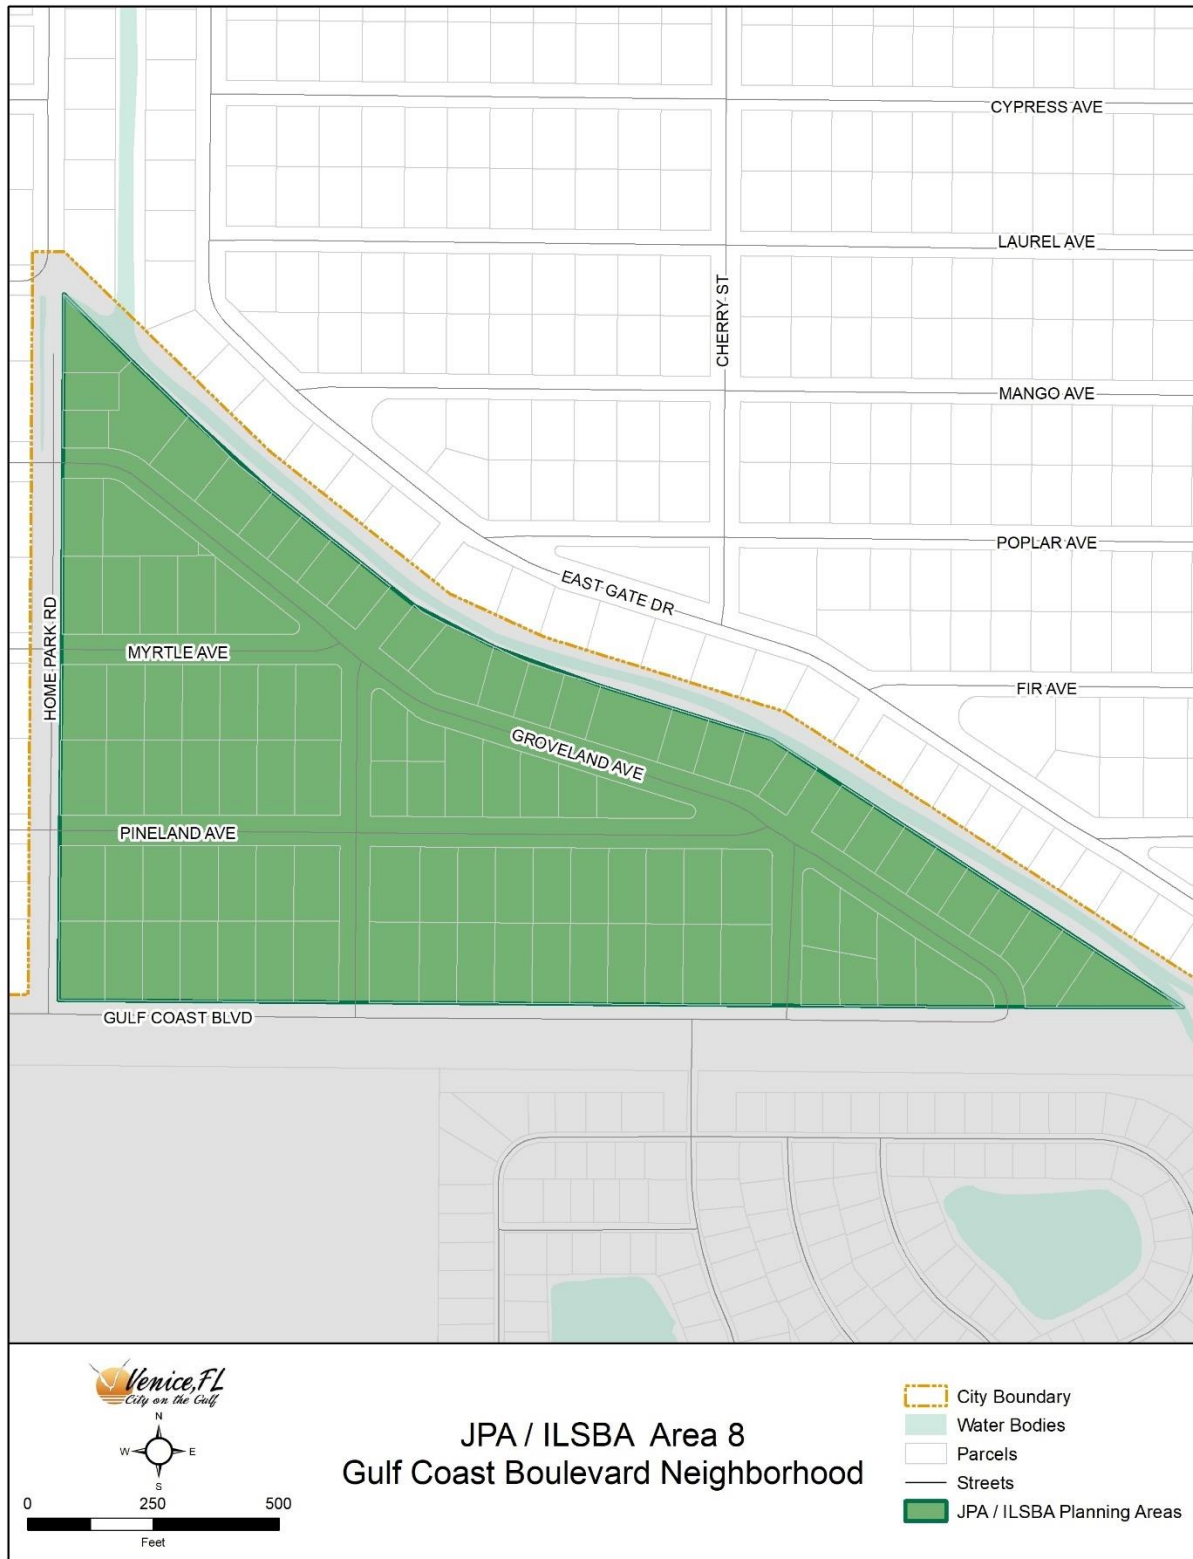 CYPRESS AVE
LAUREL AVE
CHERRY ST
MANGO AVE
POPLAR AVE
EAST GATE DR
HOME PARK RD
MYRTLE AVE
FIR AVE
GROVELAND AVE
PINELAND AVE
GULF COAST BLVD
Venice, FL
City on the Gulf
N
W E
S
0 250 500
Feet
JPA / ILSBA Area 8
Gulf Coast Boulevard Neighborhood
City Boundary
Water Bodies
Parcels
Streets
JPA / ILSBA Planning Areas